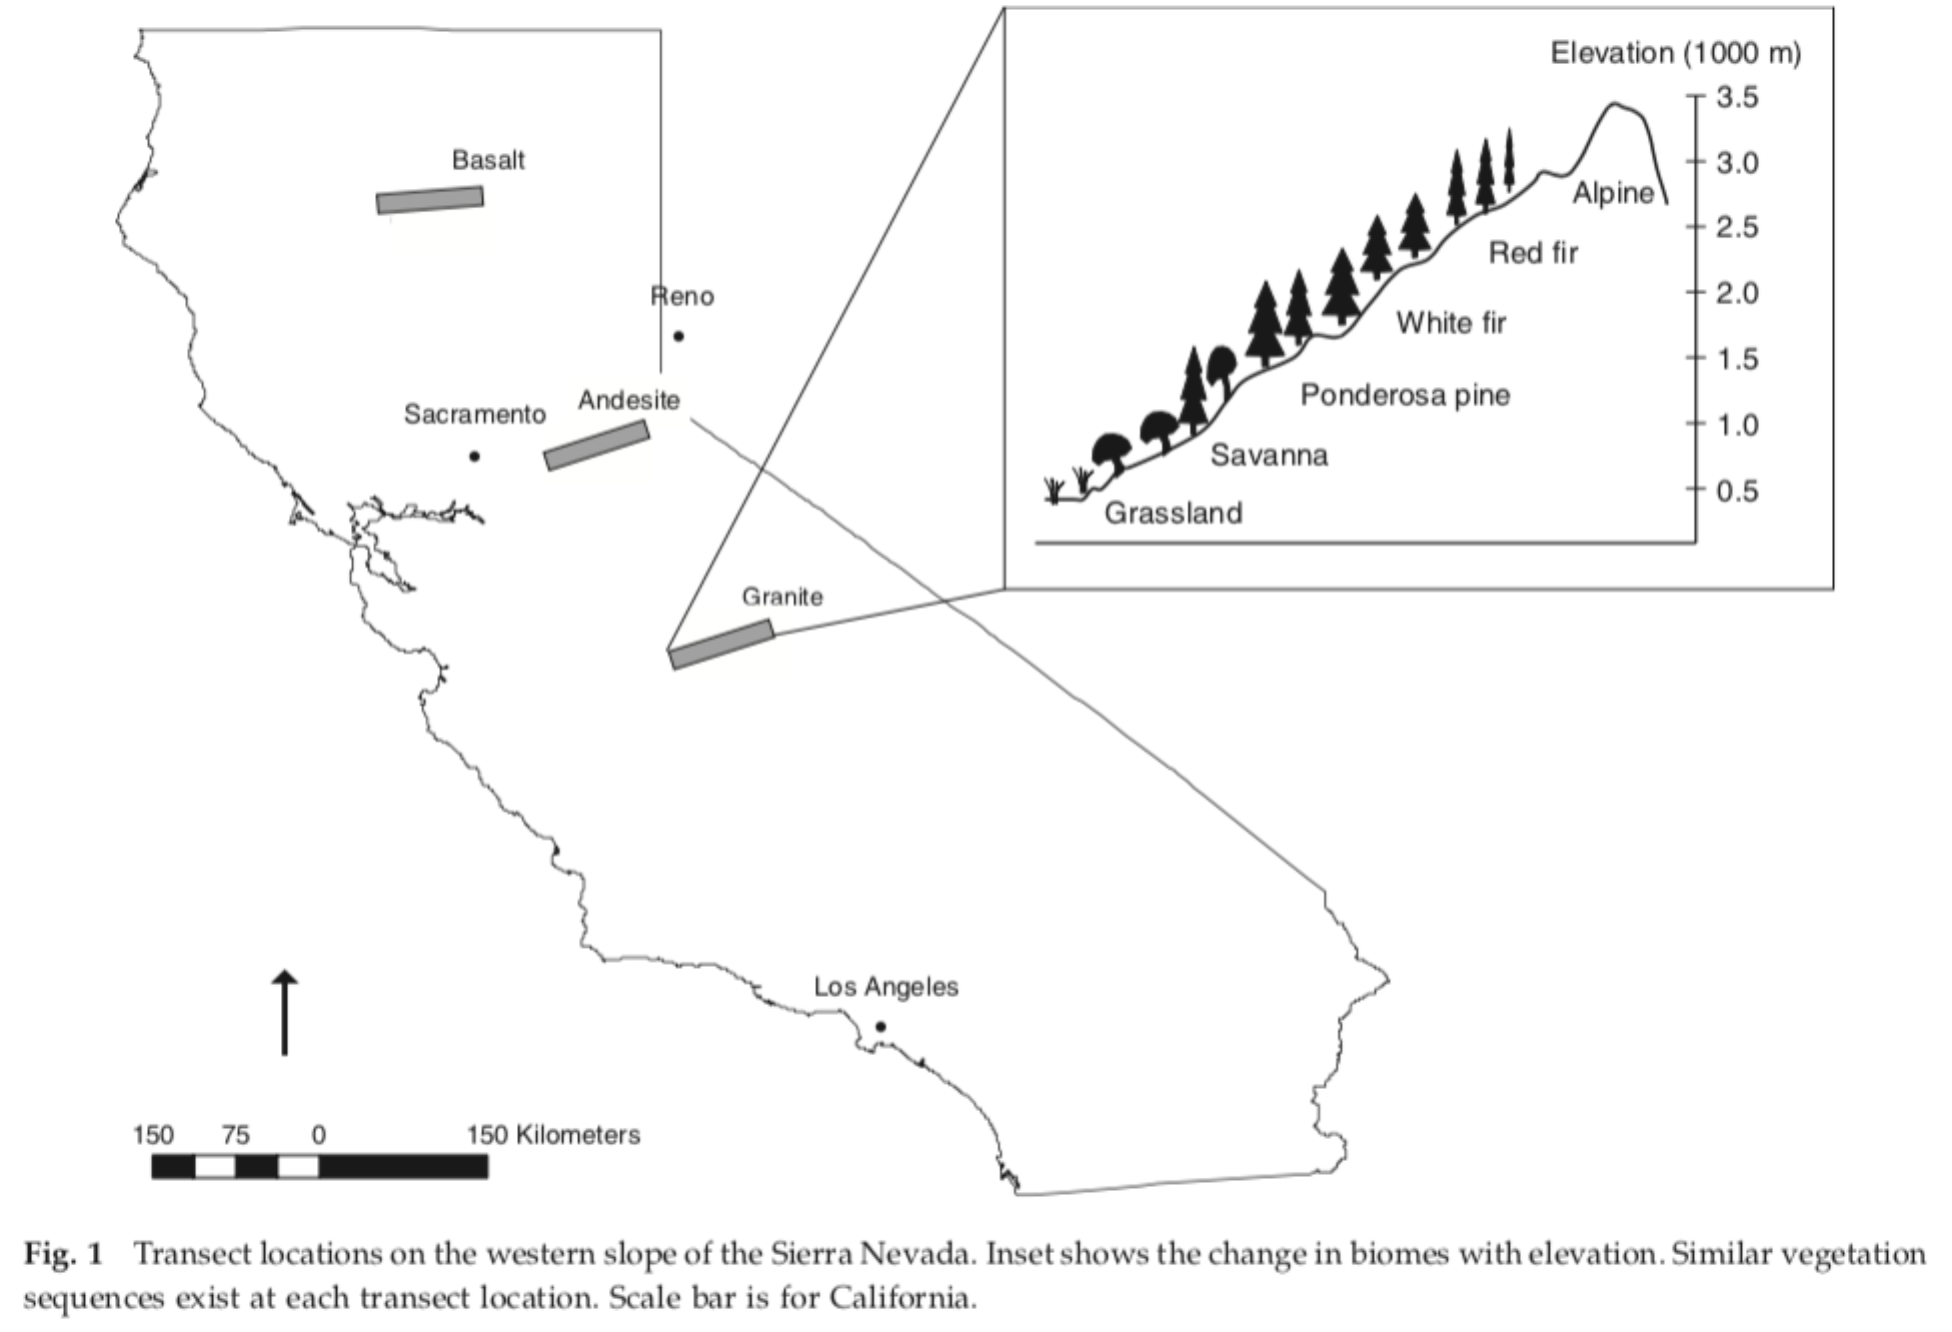 Elevation (1000 m)
3.5
3.0
2.5
2.0
1.5
1.0
0.5
Alpine
Red fir
White fir
Ponderosa pine
Savanna
Grassland
Basalt
Reno
Andesite
Sacramento
Granite
Los Angeles
150 75 0 150 Kilometers
Fig. 1 Transect locations on the western slope of the Sierra Nevada. Inset shows the change in biomes with elevation. Similar vegetation
sequences exist at each transect location. Scale bar is for California.